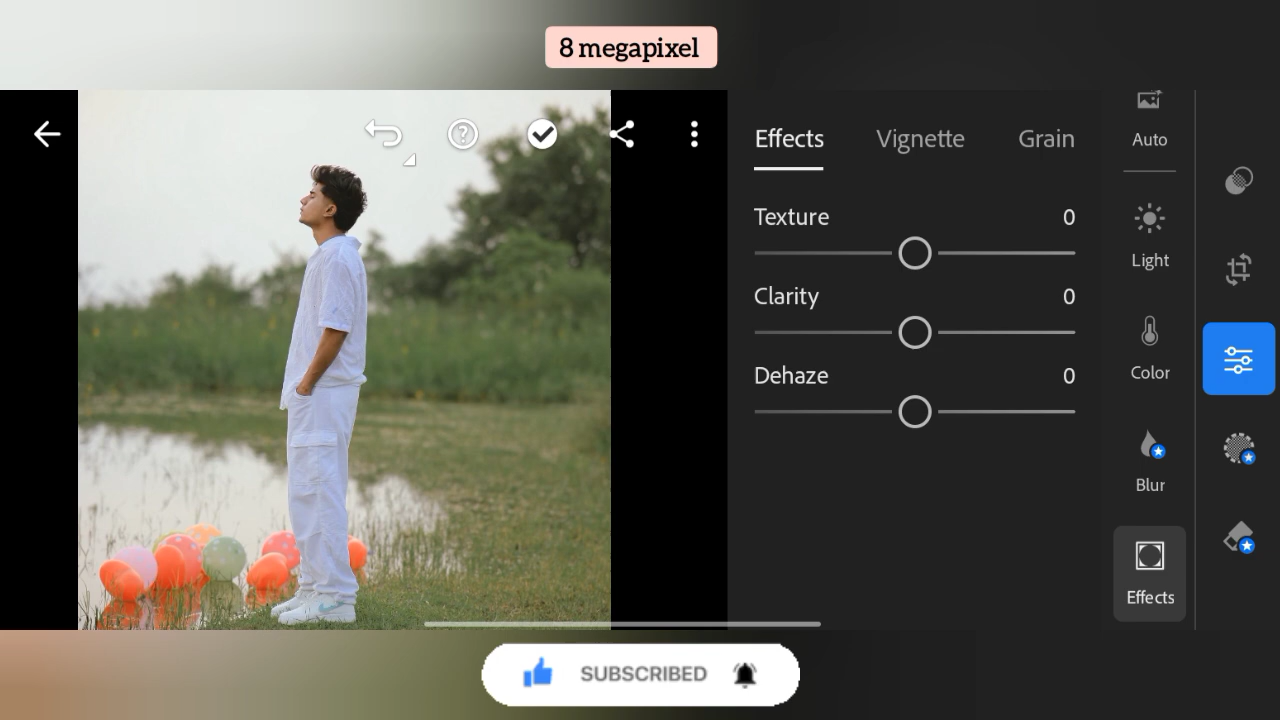 8 megapixel
Effects Vignette Grain
Texture 0
Clarity 0
Dehaze 0
Auto
Light
Color
Blur
Effects
SUBSCRIBED